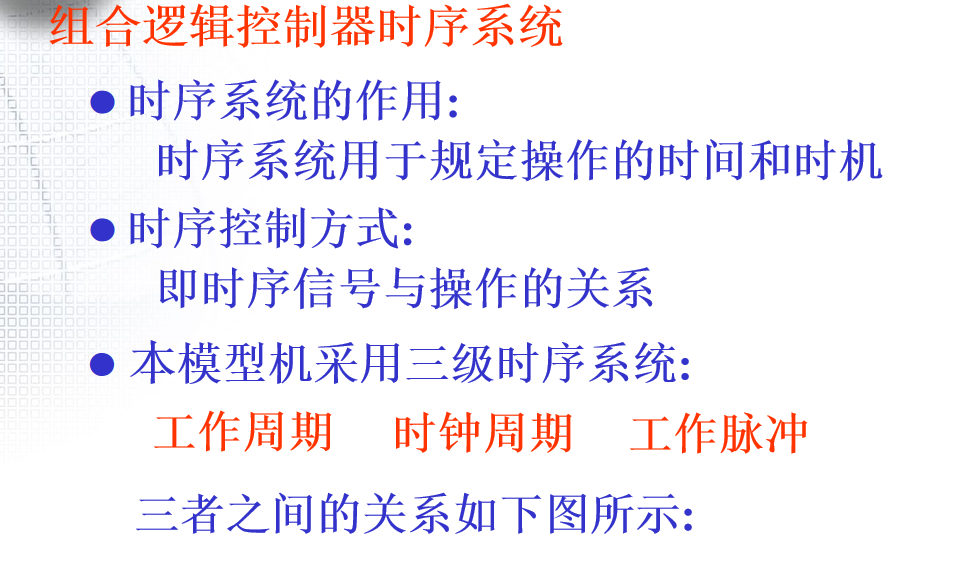 组合逻辑控制器时序系统
● 时序系统的作用:
时序系统用于规定操作的时间和时机
● 时序控制方式:
即时序信号与操作的关系
● 本模型机采用三级时序系统:
工作周期 时钟周期 工作脉冲
三者之间的关系如下图所示: